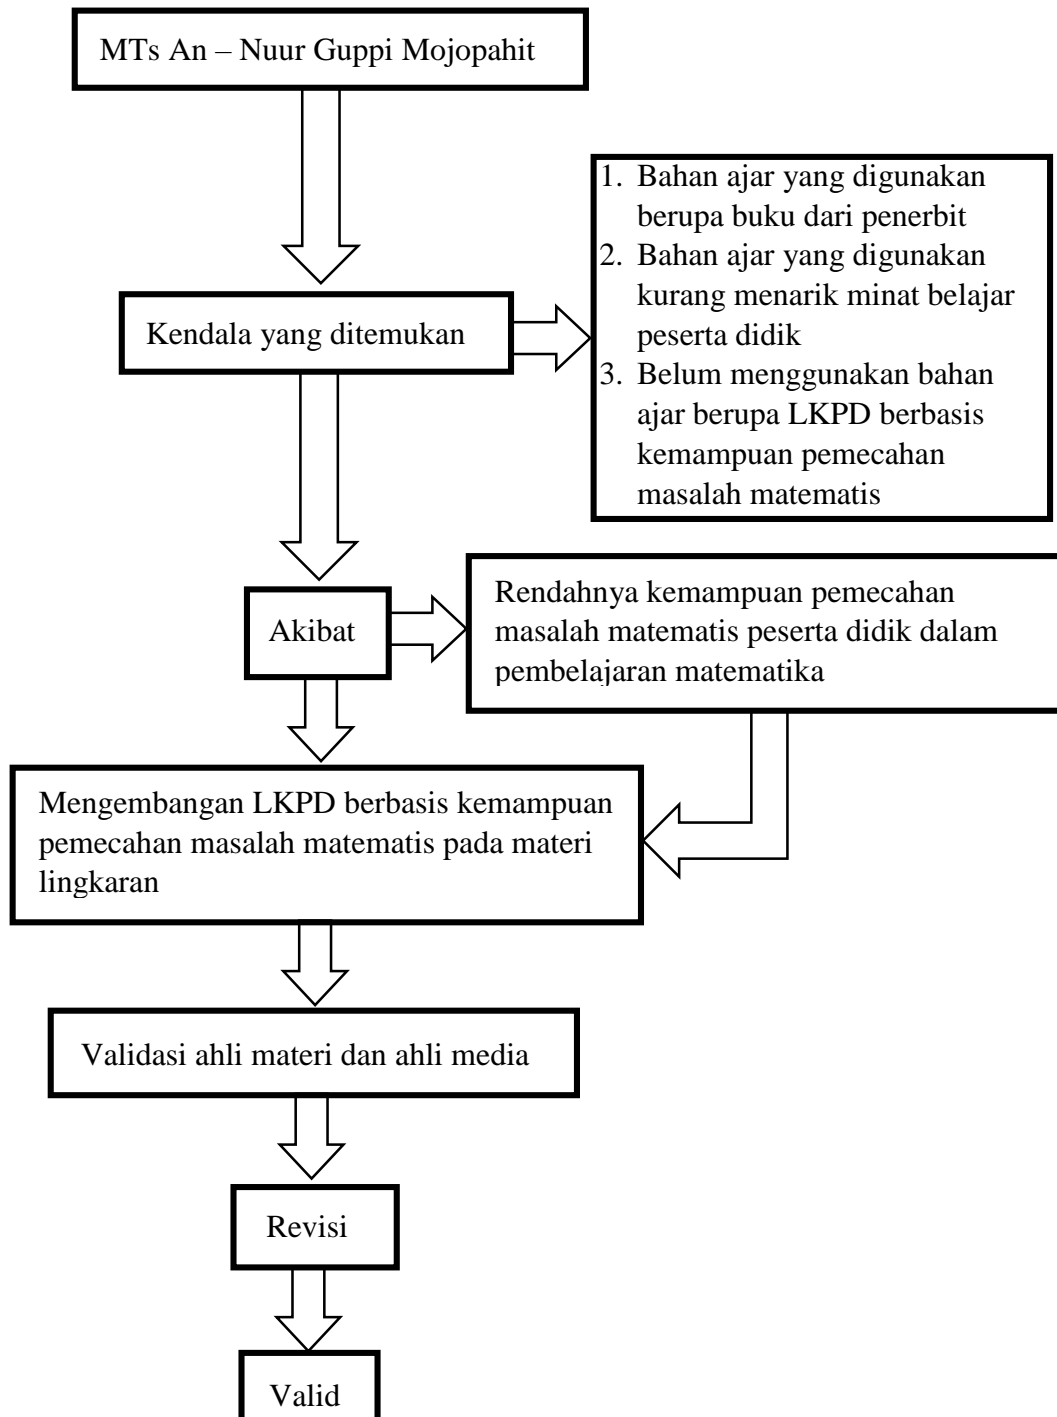 MTs An – Nuur Guppi Mojopahit
1. Bahan ajar yang digunakan
berupa buku dari penerbit
2. Bahan ajar yang digunakan
kurang menarik minat belajar
peserta didik
3. Belum menggunakan bahan
ajar berupa LKPD berbasis
kemampuan pemecahan
masalah matematis
Kendala yang ditemukan
Akibat
Rendahnya kemampuan pemecahan
masalah matematis peserta didik dalam
pembelajaran matematika
Mengembangan LKPD berbasis kemampuan
pemecahan masalah matematis pada materi
lingkaran
Validasi ahli materi dan ahli media
Revisi
Valid